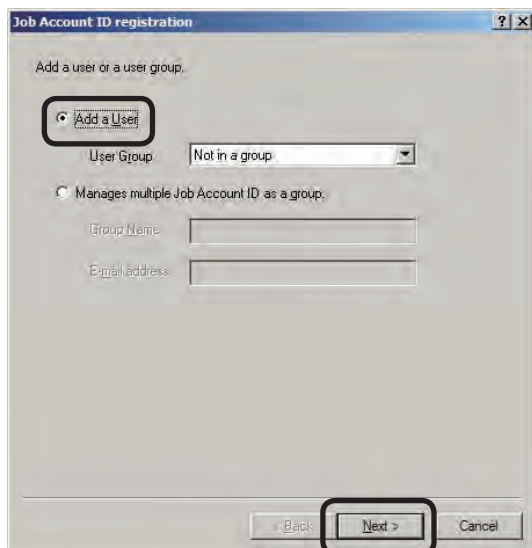 Job Account ID registration
Add a user or a user group.
Add a User
User Group Not in a group
Manages multiple Job Account ID as a group.
Group Name
E-mail address
< Back Next > Cancel